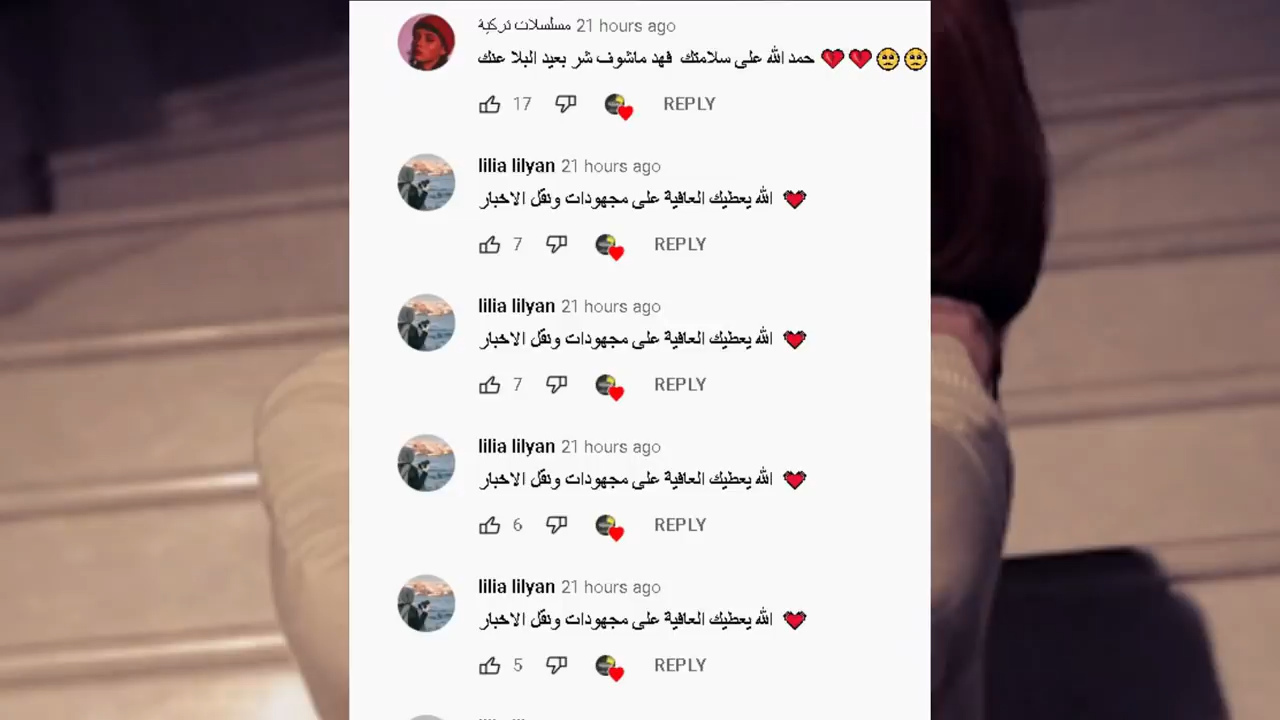 مسلسلات تركية 21 hours ago
حمد الله على سلامتك فهد ماشوف شر بعيد البلا عنك 💔💔🥺🥺
17 REPLY
lilia lilyan 21 hours ago
الله يعطيك العافية على مجهودات ونقل الاخبار 💓
7 REPLY
lilia lilyan 21 hours ago
الله يعطيك العافية على مجهودات ونقل الاخبار 💓
7 REPLY
lilia lilyan 21 hours ago
الله يعطيك العافية على مجهودات ونقل الاخبار 💓
6 REPLY
lilia lilyan 21 hours ago
الله يعطيك العافية على مجهودات ونقل الاخبار 💓
5 REPLY